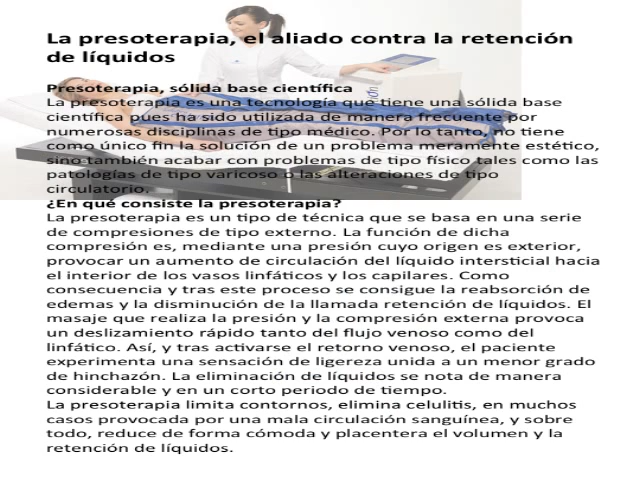 La presoterapia, el aliado contra la retención
de líquidos
Presoterapia, sólida base científica
La presoterapia es una tecnología que tiene una sólida base
científica pues ha sido utilizada de manera frecuente por
numerosas disciplinas de tipo médico. Por lo tanto, no tiene
como único fin la solución de un problema meramente estético,
sino también acabar con problemas de tipo físico tales como las
patologías de tipo varicoso o las alteraciones de tipo
circulatorio.
¿En qué consiste la presoterapia?
La presoterapia es un tipo de técnica que se basa en una serie
de compresiones de tipo externo. La función de dicha
compresión es, mediante una presión cuyo origen es exterior,
provocar un aumento de circulación del líquido intersticial hacia
el interior de los vasos linfáticos y los capilares. Como
consecuencia y tras este proceso se consigue la reabsorción de
edemas y la disminución de la llamada retención de líquidos. El
masaje que realiza la presión y la compresión externa provoca
un deslizamiento rápido tanto del flujo venoso como del
linfático. Así, y tras activarse el retorno venoso, el paciente
experimenta una sensación de ligereza unida a un menor grado
de hinchazón. La eliminación de líquidos se nota de manera
considerable y en un corto periodo de tiempo.
La presoterapia limita contornos, elimina celulitis, en muchos
casos provocada por una mala circulación sanguínea, y sobre
todo, reduce de forma cómoda y placentera el volumen y la
retención de líquidos.